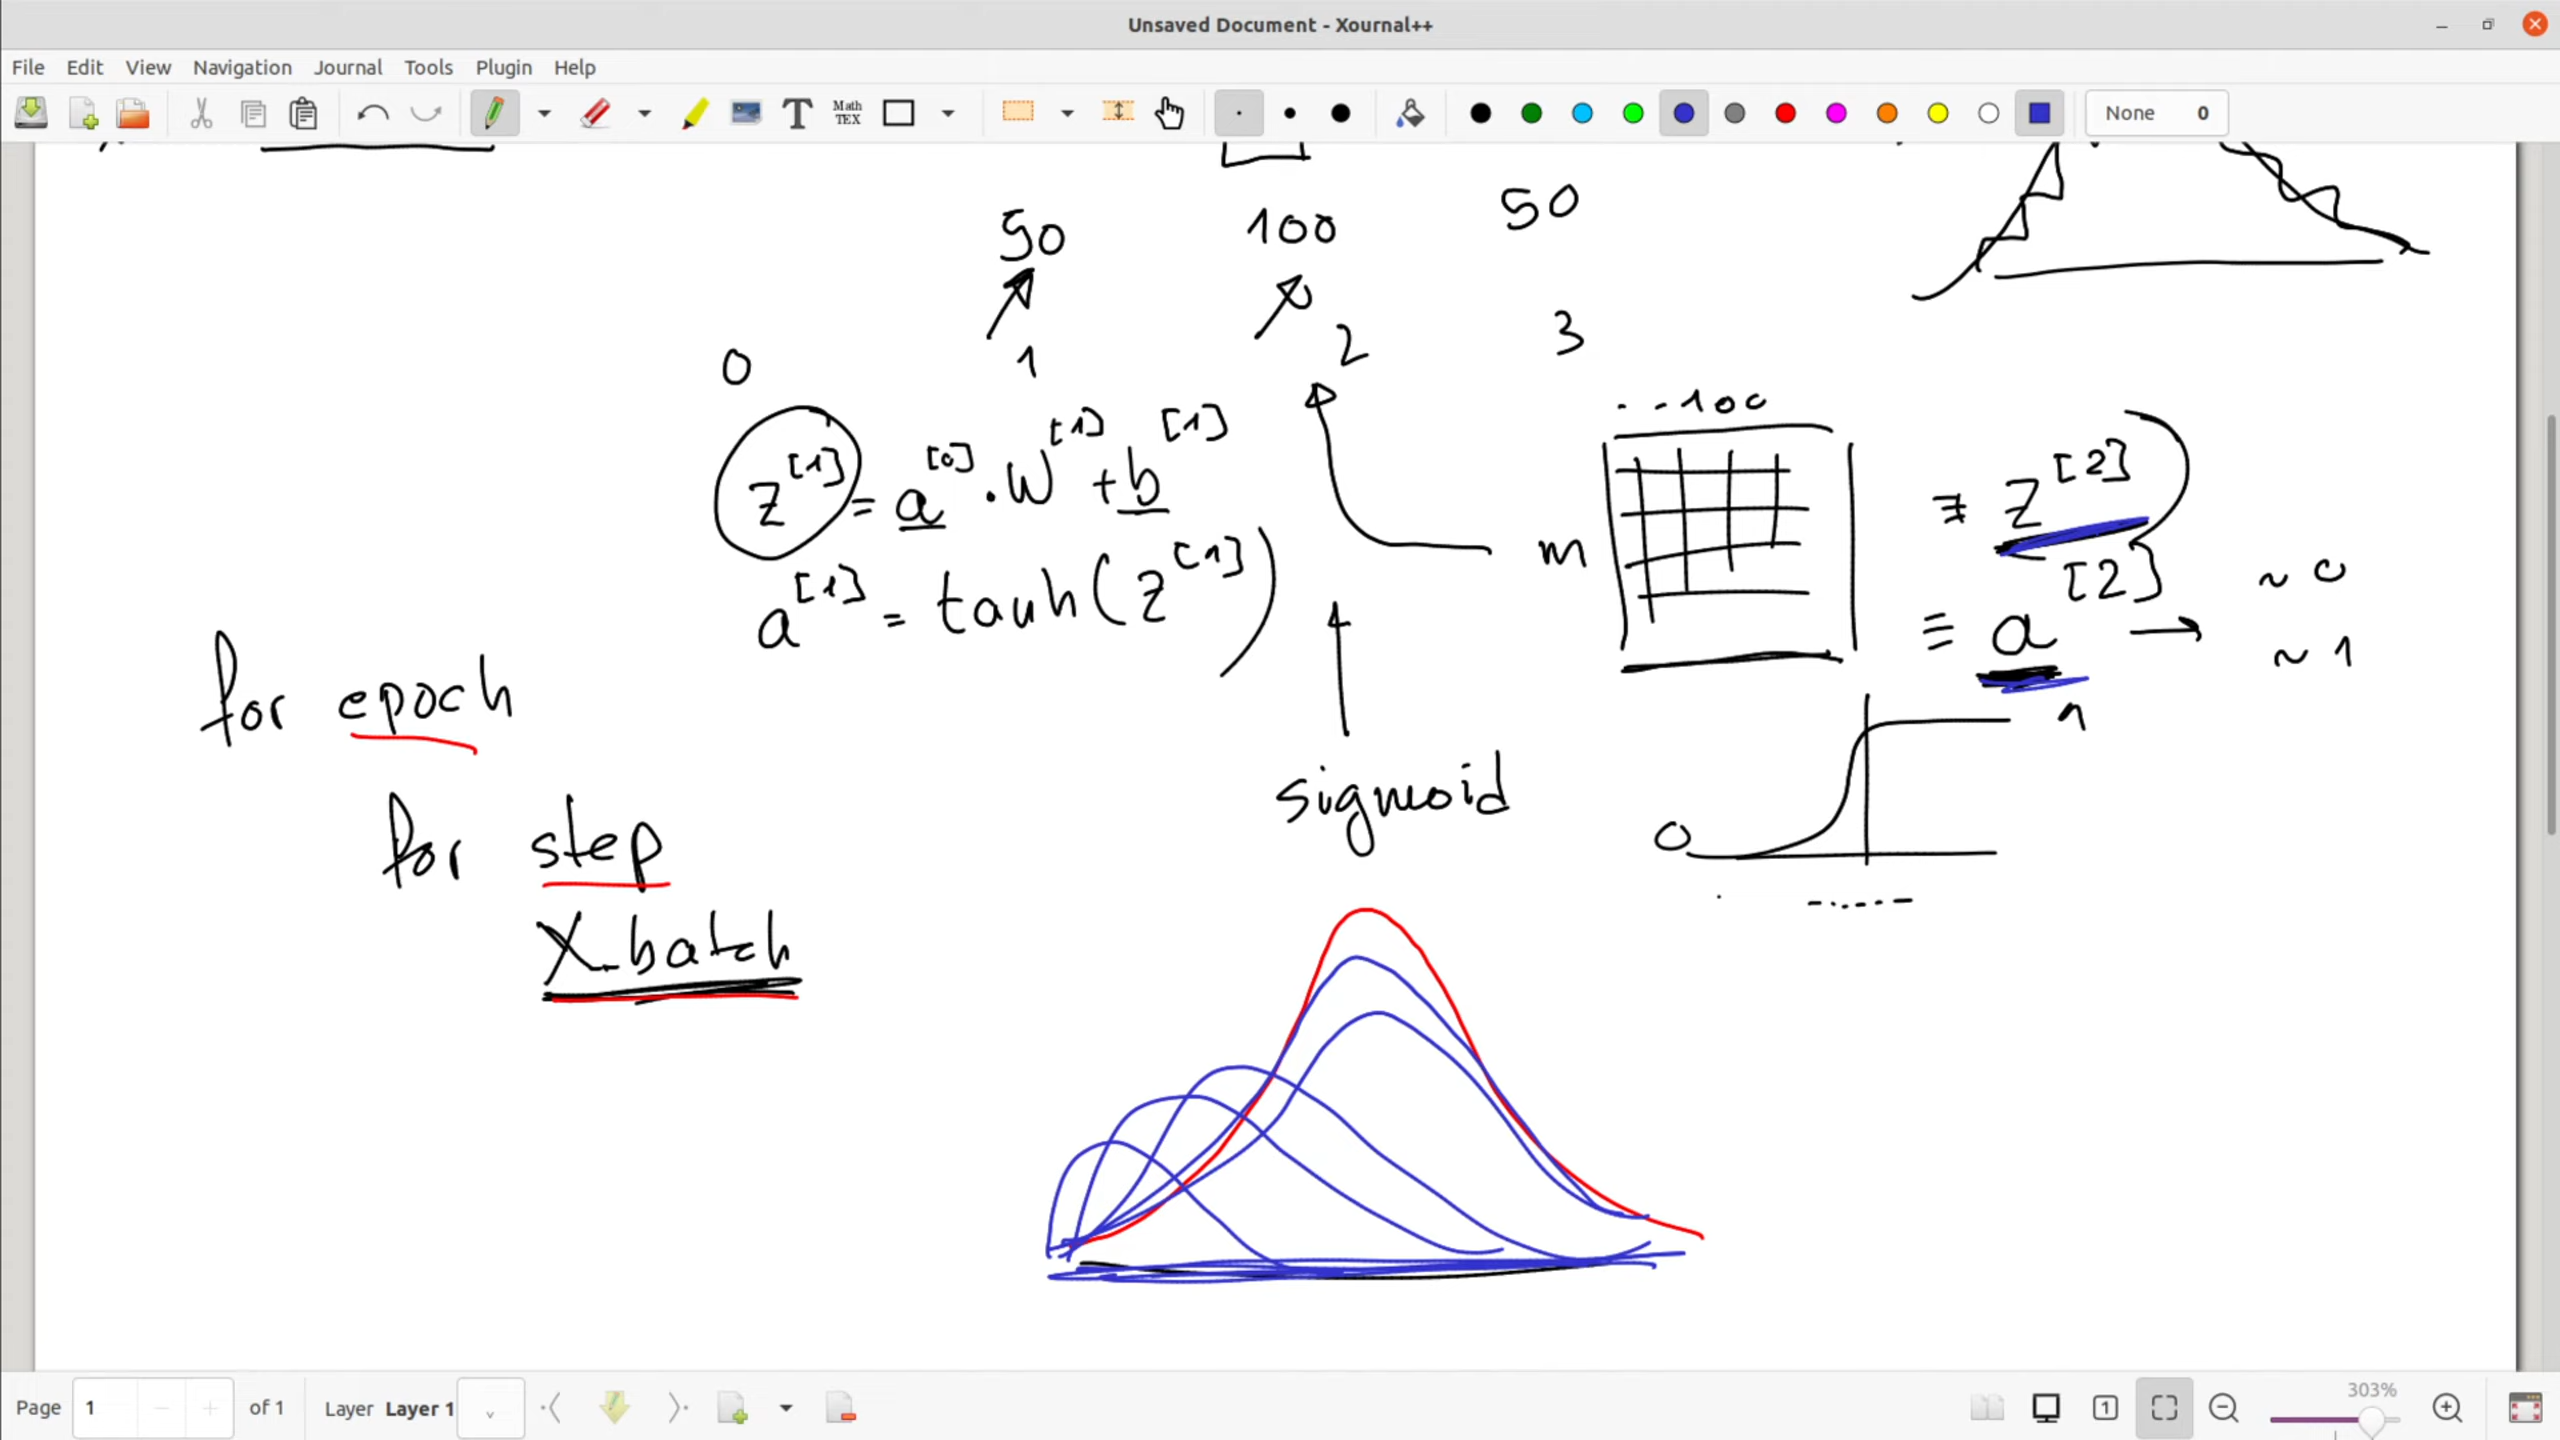 Unsaved Document - Xournal++
File Edit View Navigation Journal Tools Plugin Help
Math TEX
None 0
50 100 50
0 1 2 3
z[1] = a[0] . W[1] + b[1]
a[1] = tanh(z[1])
- -100
m
z[2]
≡ a[2] → ~ 0
~ 1
for epoch
for step
X_batch
sigmoid
0
1
Page 1 of 1 Layer Layer 1
303%